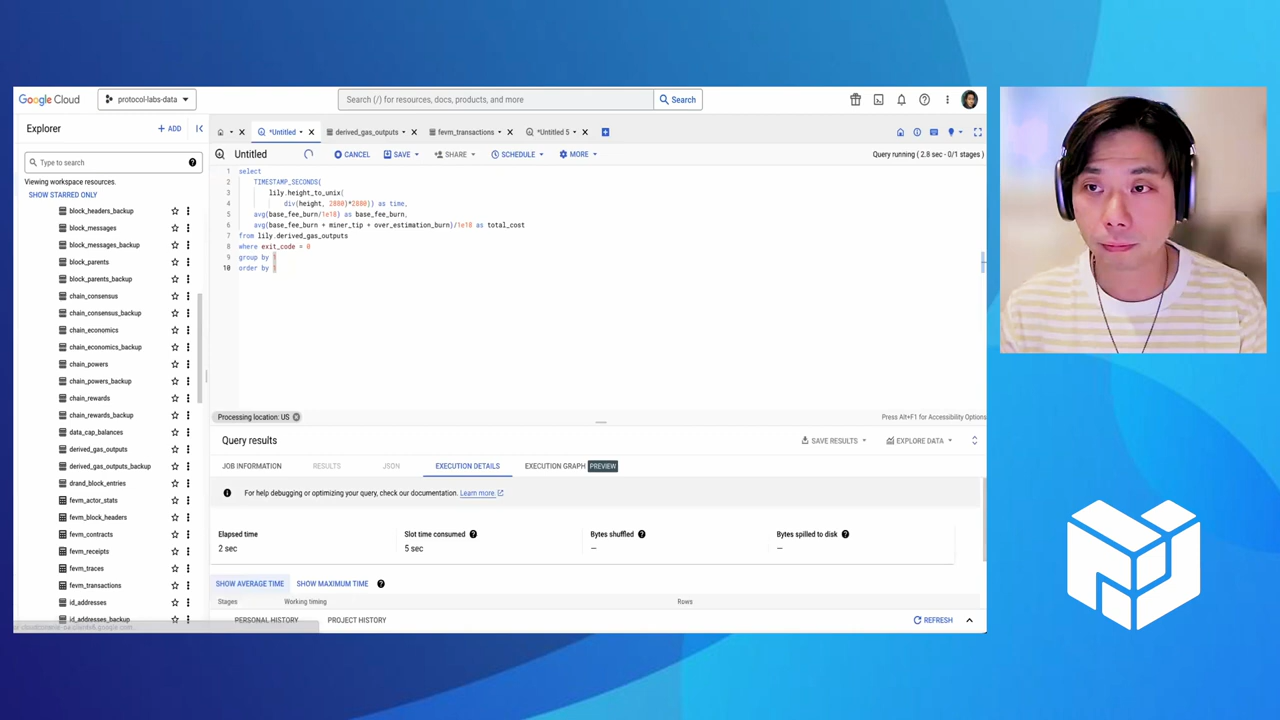 Google Cloud
protocol-labs-data
Search (/) for resources, docs, products, and more
Search
Explorer
+ ADD
*Untitled
derived_gas_outputs
fevm_transactions
*Untitled 5
Type to search
Untitled
CANCEL
SAVE
SHARE
SCHEDULE
MORE
Query running ( 2.8 sec - 0/1 stages )
Viewing workspace resources.
SHOW STARRED ONLY
block_headers_backup
block_messages
block_messages_backup
block_parents
block_parents_backup
chain_consensus
chain_consensus_backup
chain_economics
chain_economics_backup
chain_powers
chain_powers_backup
chain_rewards
chain_rewards_backup
data_cap_balances
derived_gas_outputs
derived_gas_outputs_backup
drand_block_entries
fevm_actor_stats
fevm_block_headers
fevm_contracts
fevm_receipts
fevm_traces
fevm_transactions
id_addresses
id_addresses_backup
1 select
2 TIMESTAMP_SECONDS(
3 lily.height_to_unix(
4 div(height, 2880)*2880)) as time,
5 avg(base_fee_burn/1e18) as base_fee_burn,
6 avg(base_fee_burn + miner_tip + over_estimation_burn)/1e18 as total_cost
7 from lily.derived_gas_outputs
8 where exit_code = 0
9 group by 1
10 order by 1
Processing location: US
Press Alt+F1 for Accessibility Options
Query results
SAVE RESULTS
EXPLORE DATA
JOB INFORMATION
RESULTS
JSON
EXECUTION DETAILS
EXECUTION GRAPH PREVIEW
For help debugging or optimizing your query, check our documentation. Learn more
Elapsed time
2 sec
Slot time consumed
5 sec
Bytes shuffled
—
Bytes spilled to disk
—
SHOW AVERAGE TIME
SHOW MAXIMUM TIME
Stages
Working timing
Rows
PERSONAL HISTORY
PROJECT HISTORY
REFRESH